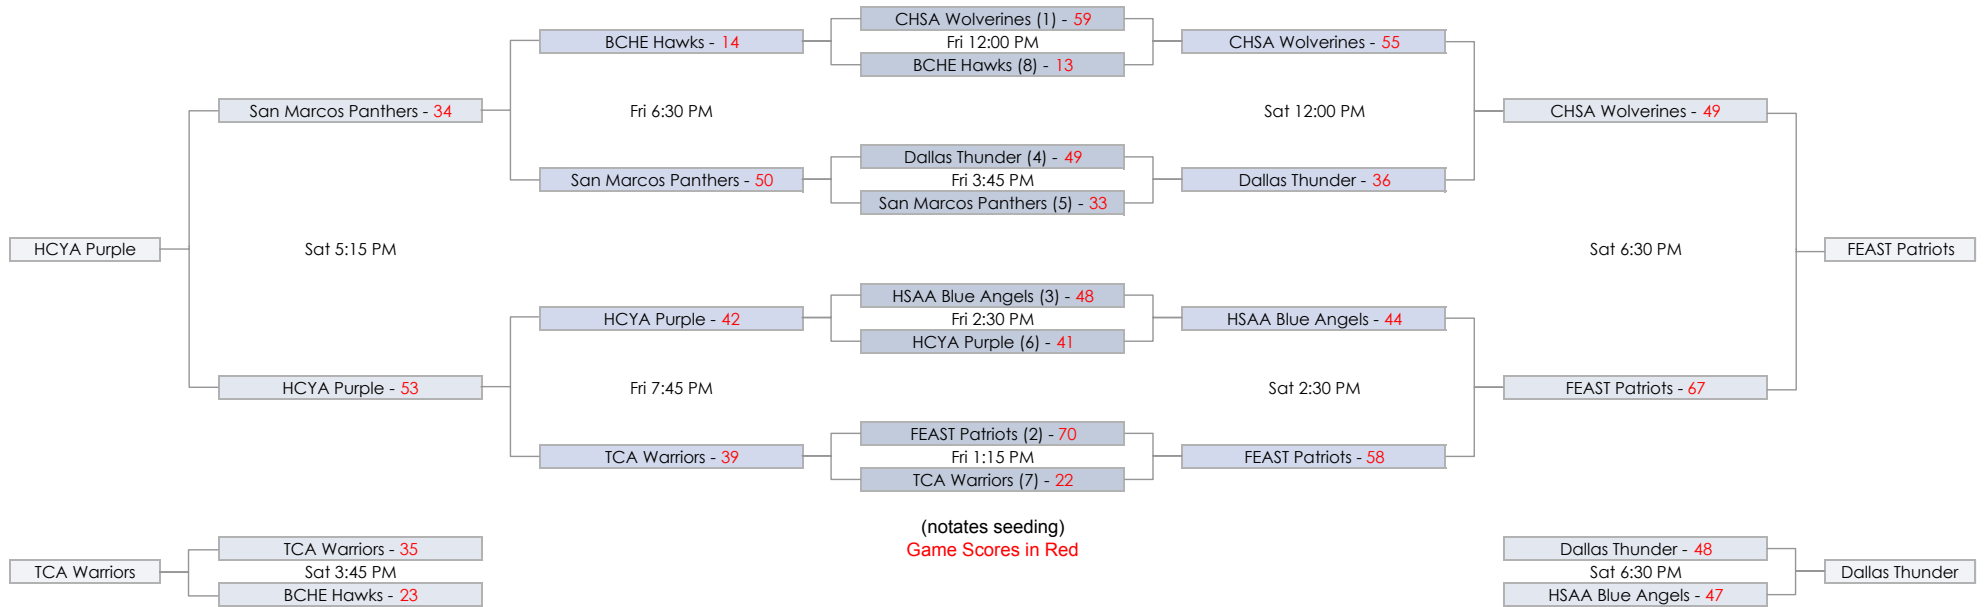 CHSA Wolverines (1) - 59
BCHE Hawks - 14
Fri 12:00 PM
CHSA Wolverines - 55
BCHE Hawks (8) - 13
San Marcos Panthers - 34
Fri 6:30 PM
Sat 12:00 PM
CHSA Wolverines - 49
Dallas Thunder (4) - 49
San Marcos Panthers - 50
Fri 3:45 PM
Dallas Thunder - 36
San Marcos Panthers (5) - 33
HCYA Purple
Sat 5:15 PM
Sat 6:30 PM
FEAST Patriots
HSAA Blue Angels (3) - 48
HCYA Purple - 42
Fri 2:30 PM
HSAA Blue Angels - 44
HCYA Purple (6) - 41
HCYA Purple - 53
Fri 7:45 PM
Sat 2:30 PM
FEAST Patriots - 67
FEAST Patriots (2) - 70
TCA Warriors - 39
Fri 1:15 PM
FEAST Patriots - 58
TCA Warriors (7) - 22
(notates seeding)
Game Scores in Red
TCA Warriors - 35
TCA Warriors
Sat 3:45 PM
BCHE Hawks - 23
Dallas Thunder - 48
Sat 6:30 PM
Dallas Thunder
HSAA Blue Angels - 47